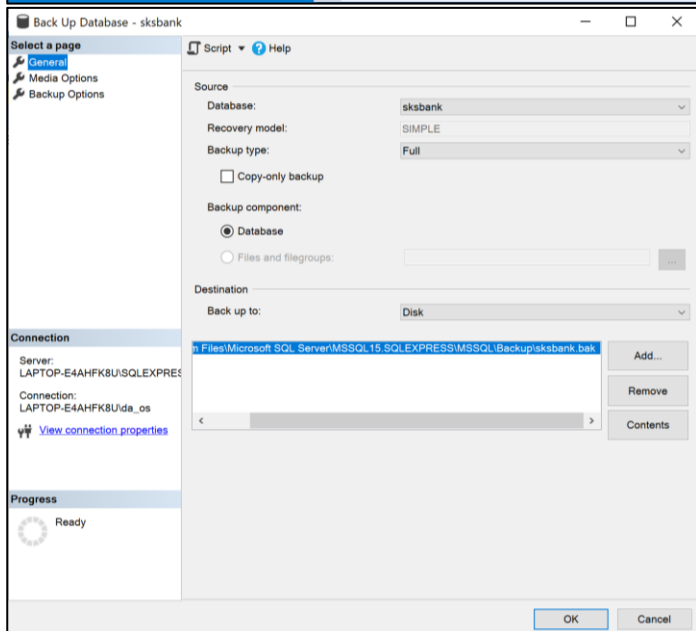 Back Up Database - sksbank
Select a page
General
Media Options
Backup Options
Script
Help
Source
Database:
sksbank
Recovery model:
SIMPLE
Backup type:
Full
Copy-only backup
Backup component:
Database
Files and filegroups:
...
Destination
Back up to:
Disk
n Files\Microsoft SQL Server\MSSQL15.SQLEXPRESS\MSSQL\Backup\sksbank.bak
Add...
Remove
Contents
Connection
Server:
LAPTOP-E4AHFK8U\SQLEXPRES
Connection:
LAPTOP-E4AHFK8U\da_os
View connection properties
Progress
Ready
OK
Cancel